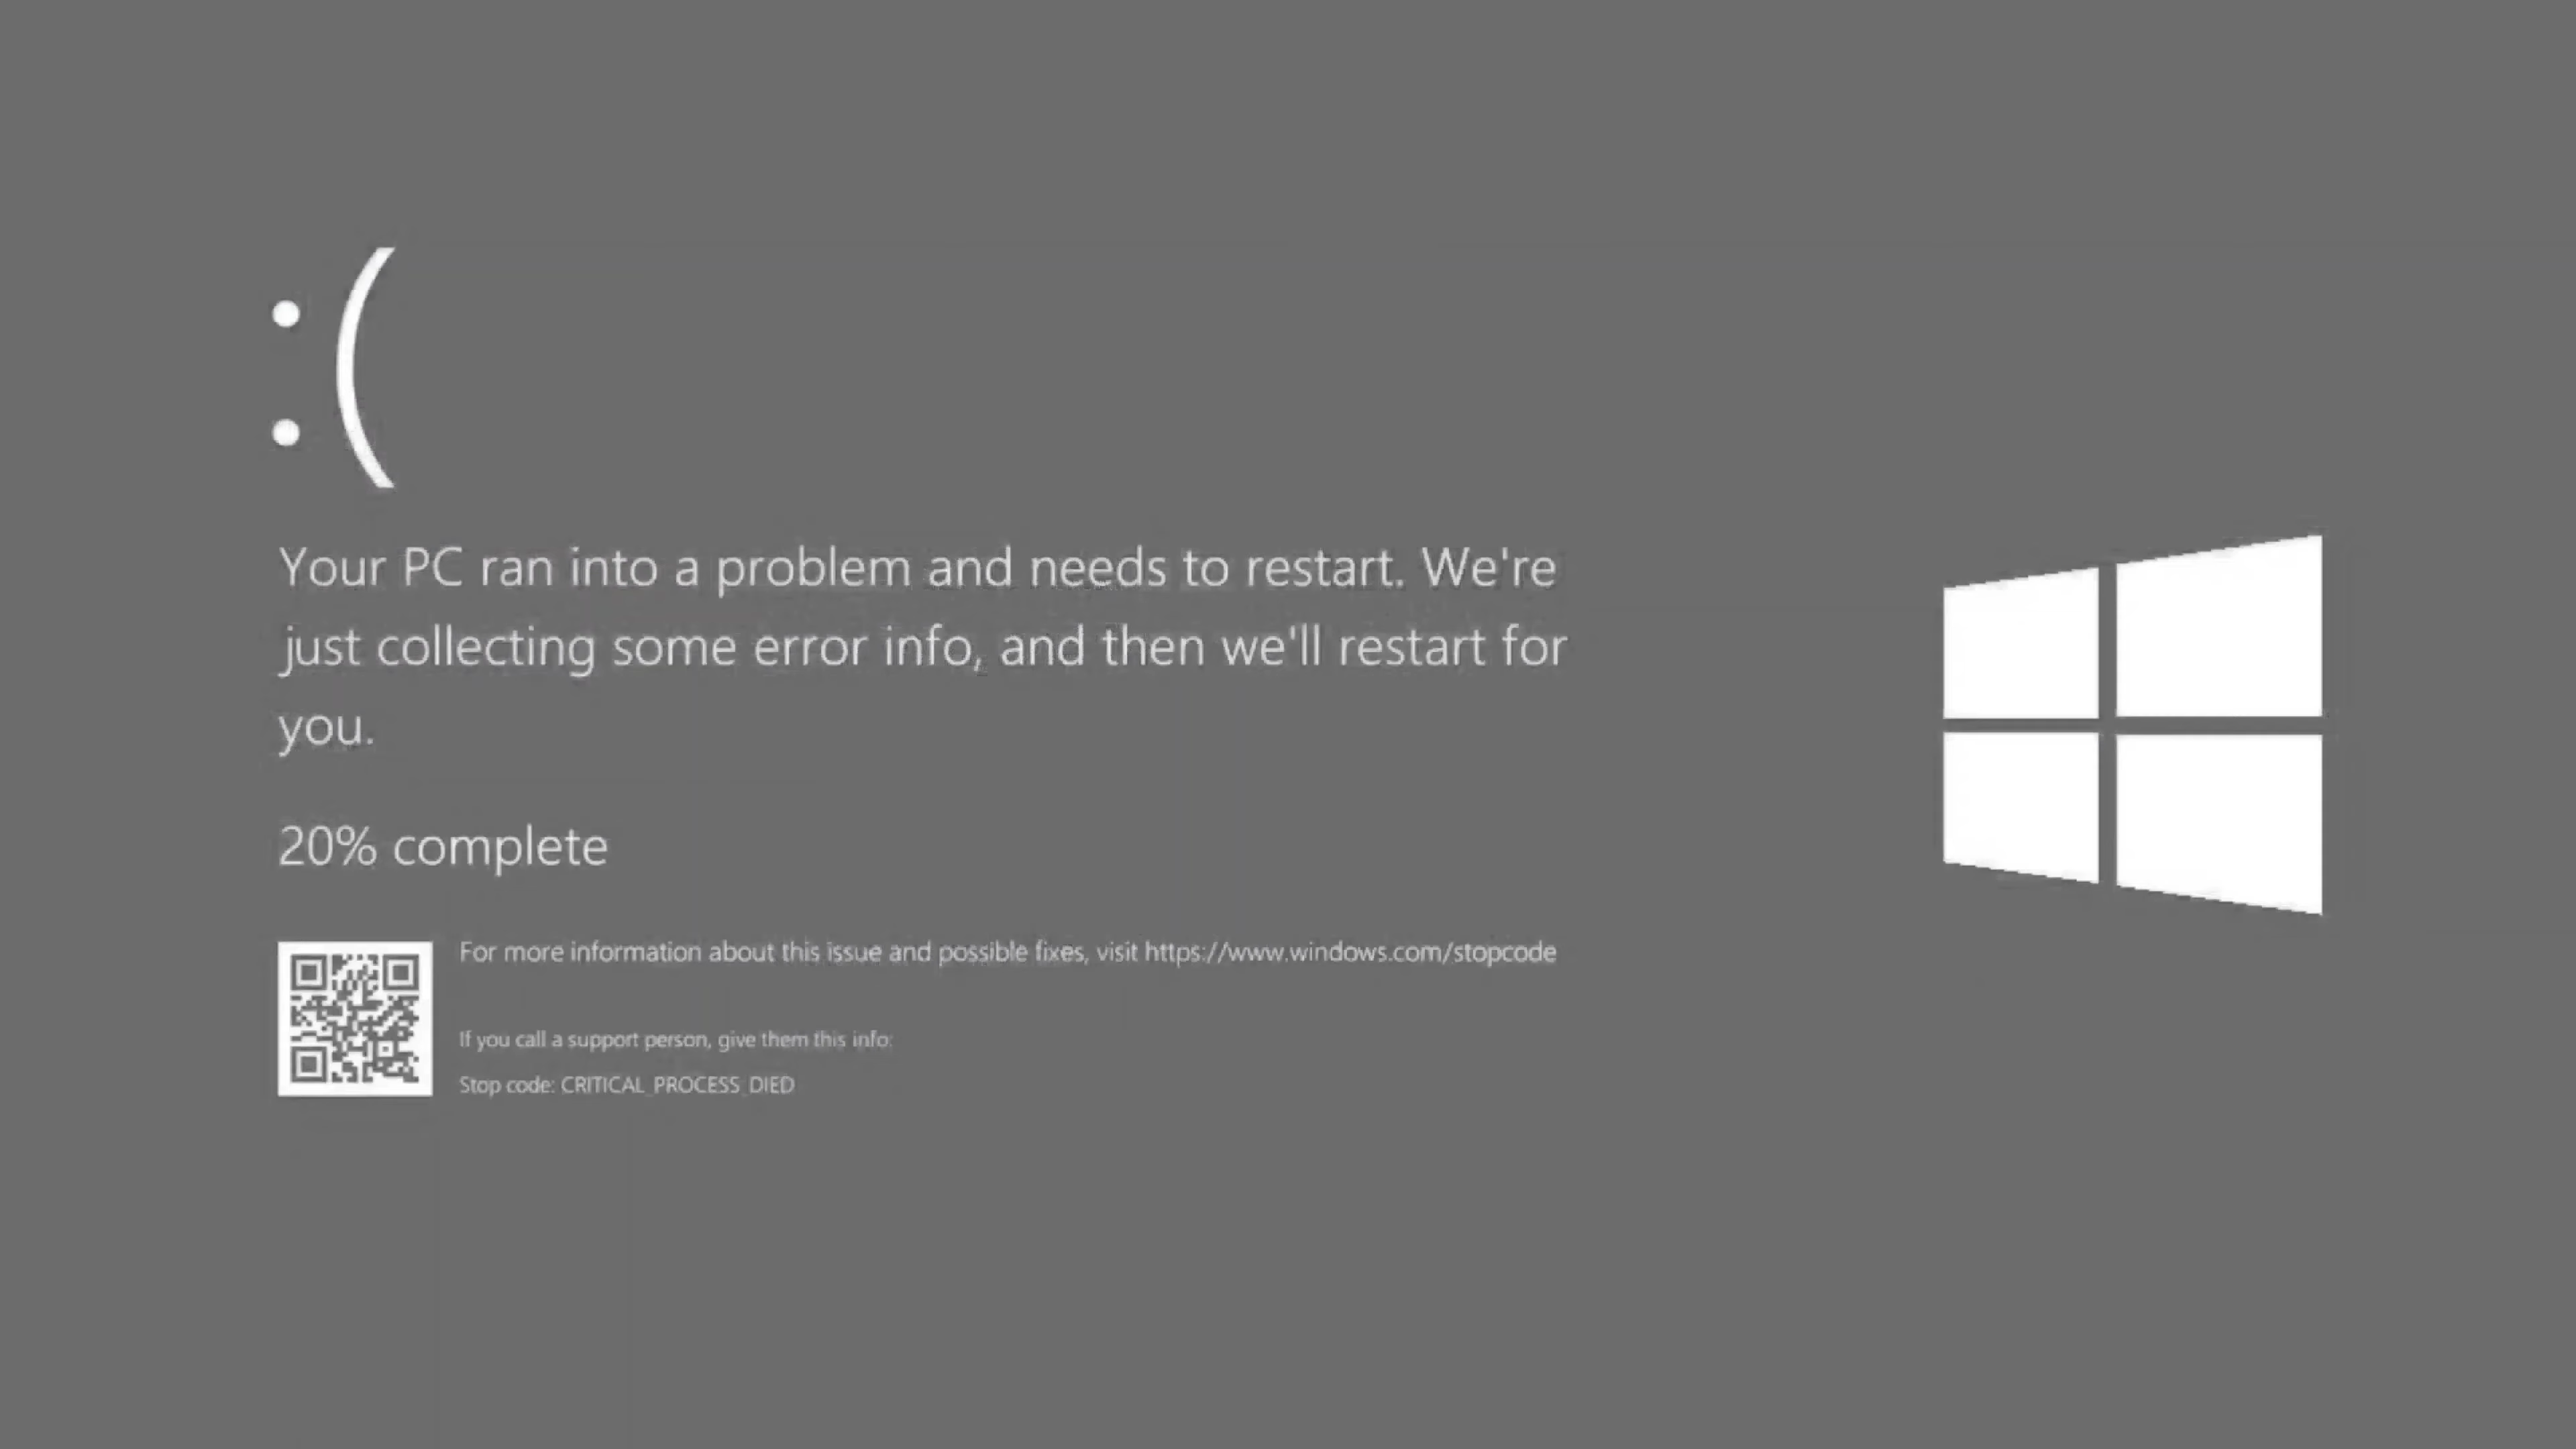 :(
Your PC ran into a problem and needs to restart. We're
just collecting some error info, and then we'll restart for
you.
20% complete
For more information about this issue and possible fixes, visit https://www.windows.com/stopcode
If you call a support person, give them this info:
Stop code: CRITICAL_PROCESS_DIED